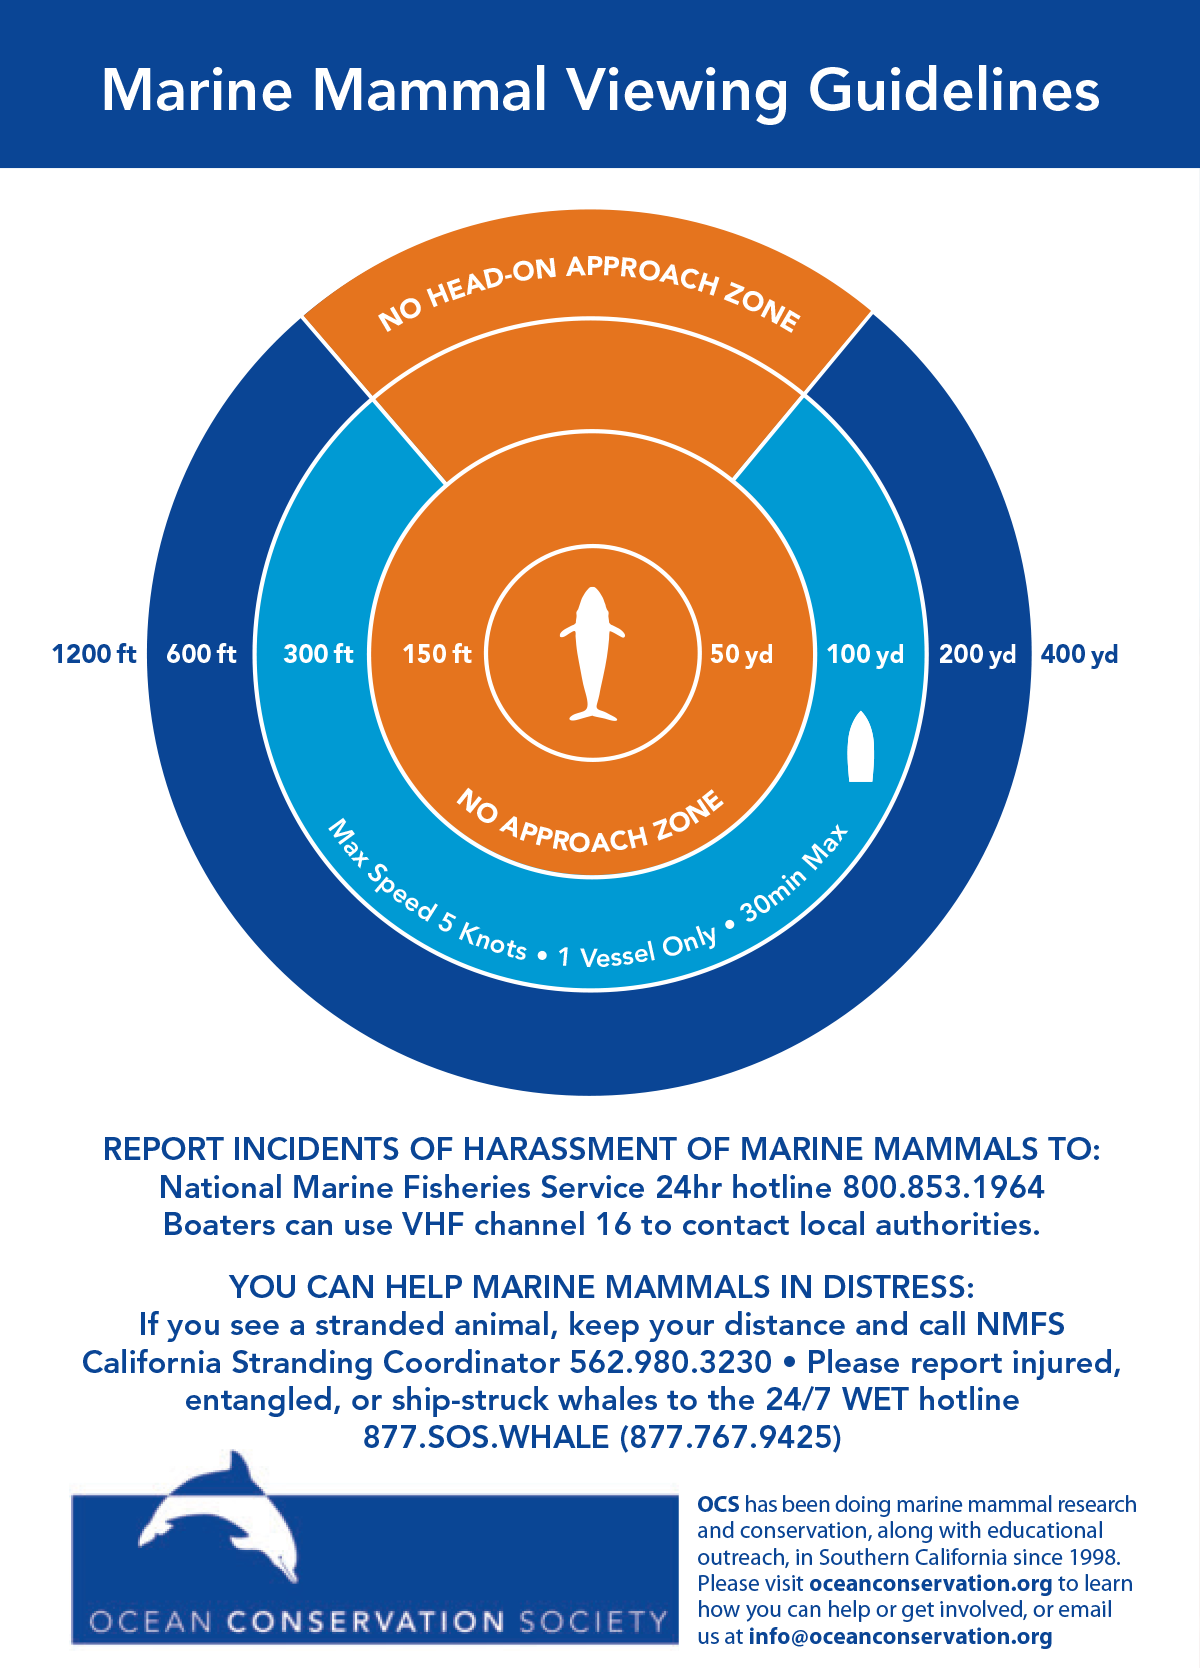 Marine Mammal Viewing Guidelines
NO HEAD-ON APPROACH ZONE
1200 ft 600 ft 300 ft 150 ft 50 yd 100 yd 200 yd 400 yd
NO APPROACH ZONE
Max Speed 5 Knots • 1 Vessel Only • 30min Max
REPORT INCIDENTS OF HARASSMENT OF MARINE MAMMALS TO:
National Marine Fisheries Service 24hr hotline 800.853.1964
Boaters can use VHF channel 16 to contact local authorities.
YOU CAN HELP MARINE MAMMALS IN DISTRESS:
If you see a stranded animal, keep your distance and call NMFS
California Stranding Coordinator 562.980.3230 • Please report injured,
entangled, or ship-struck whales to the 24/7 WET hotline
877.SOS.WHALE (877.767.9425)
OCEAN CONSERVATION SOCIETY
OCS has been doing marine mammal research
and conservation, along with educational
outreach, in Southern California since 1998.
Please visit oceanconservation.org to learn
how you can help or get involved, or email
us at info@oceanconservation.org